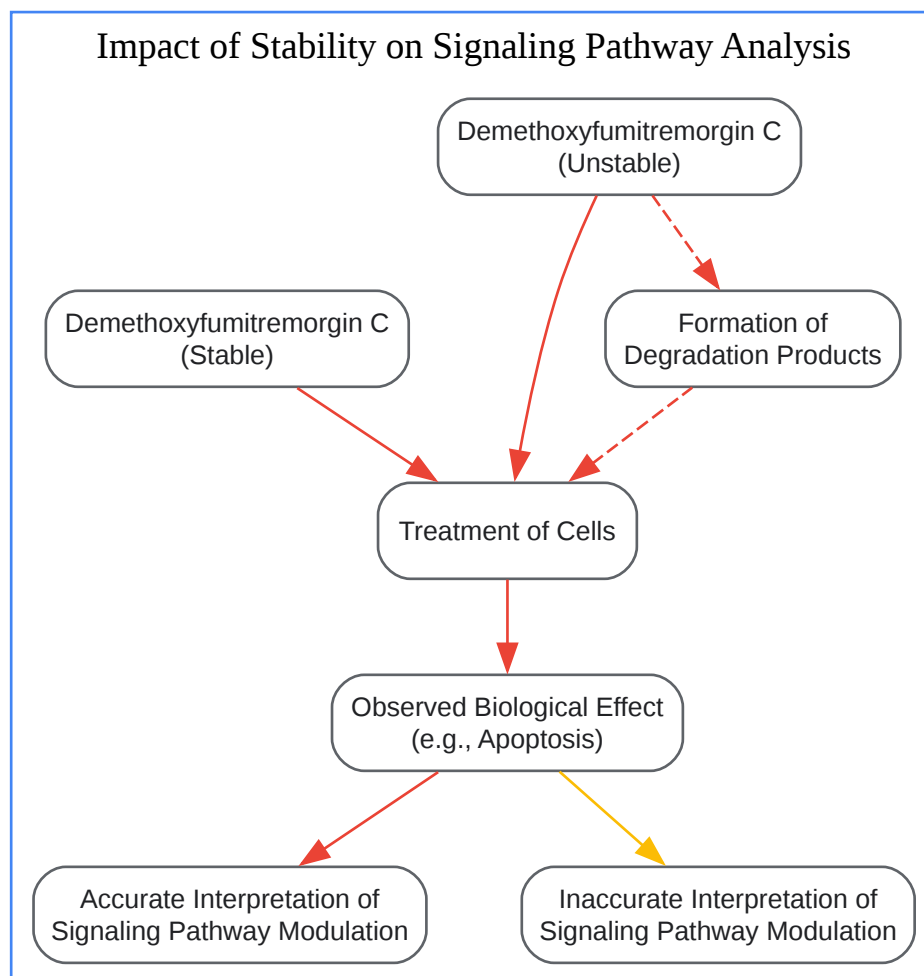 Impact of Stability on Signaling Pathway Analysis
Demethoxyfumitremorgin C
(Unstable)
Demethoxyfumitremorgin C
(Stable)
Formation of
Degradation Products
Treatment of Cells
Observed Biological Effect
(e.g., Apoptosis)
Accurate Interpretation of
Signaling Pathway Modulation
Inaccurate Interpretation of
Signaling Pathway Modulation